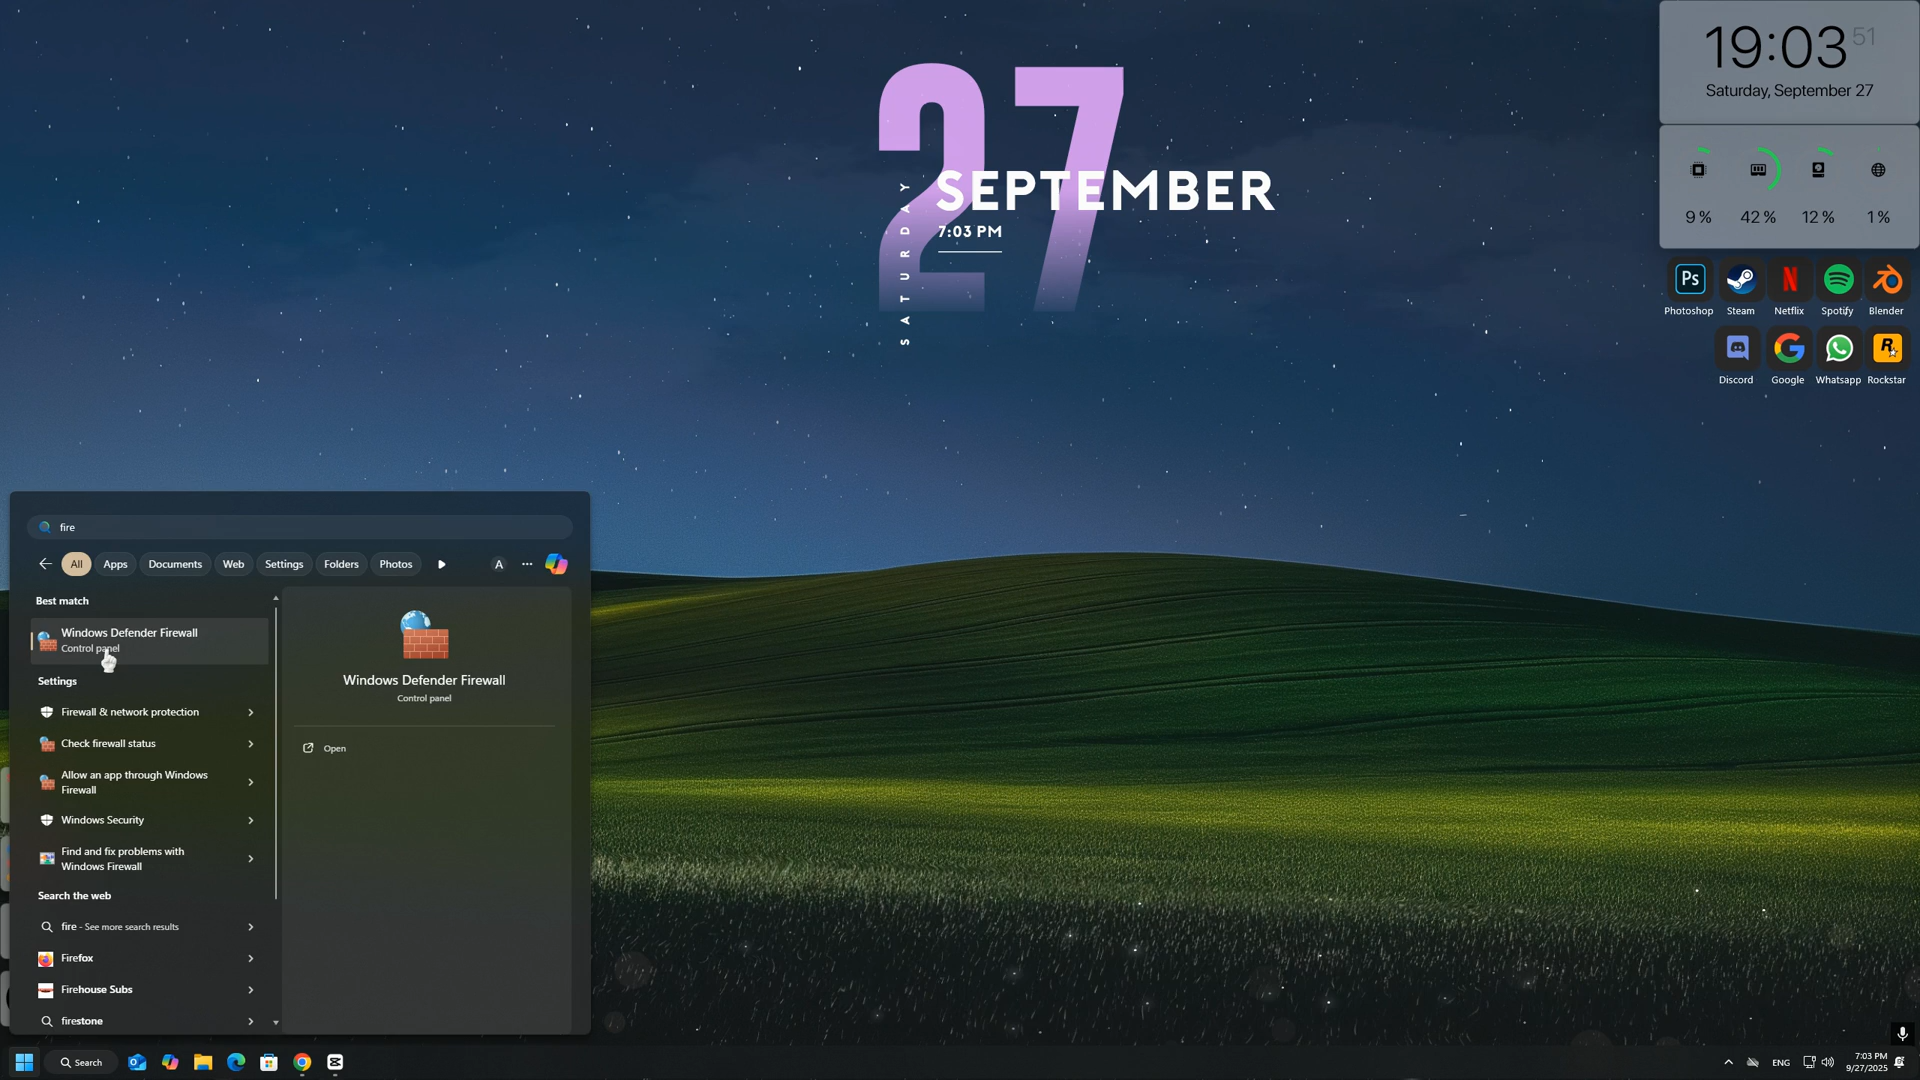 27
SEPTEMBER
7:03 PM
SATURDAY
19:03 51
Saturday, September 27
9 %
42 %
12 %
1 %
Ps
Photoshop
Steam
Netflix
Spotify
Blender
Discord
Google
Whatsapp
Rockstar
fire
All
Apps
Documents
Web
Settings
Folders
Photos
A
Best match
Windows Defender Firewall
Control panel
Settings
Firewall & network protection
Check firewall status
Allow an app through Windows
Firewall
Windows Security
Find and fix problems with
Windows Firewall
Search the web
fire - See more search results
Firefox
Firehouse Subs
firestone
Windows Defender Firewall
Control panel
Open
Search
ENG
7:03 PM
9/27/2025